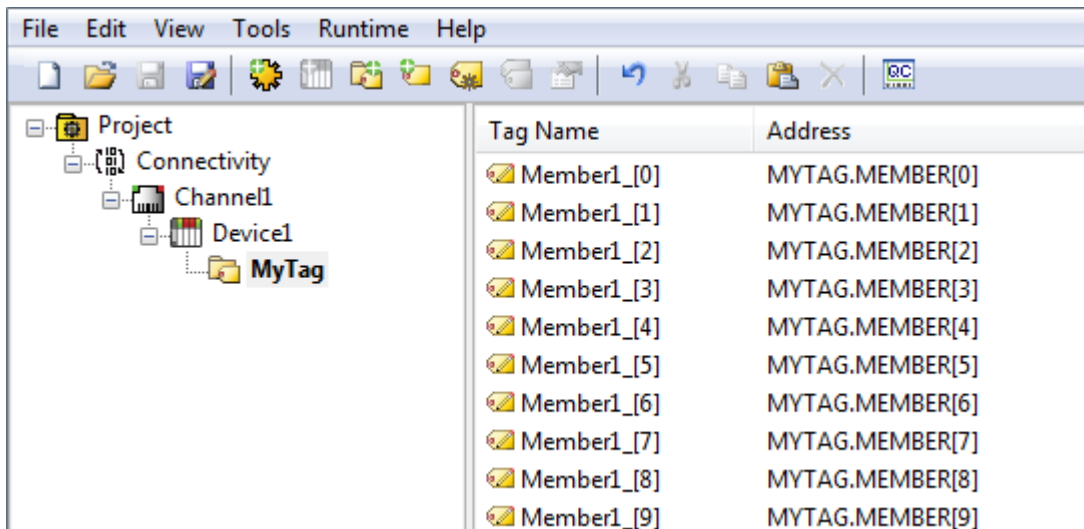 File Edit View Tools Runtime Help
QC
Project
Connectivity
Channel1
Device1
MyTag
Tag Name Address
Member1_[0] MYTAG.MEMBER[0]
Member1_[1] MYTAG.MEMBER[1]
Member1_[2] MYTAG.MEMBER[2]
Member1_[3] MYTAG.MEMBER[3]
Member1_[4] MYTAG.MEMBER[4]
Member1_[5] MYTAG.MEMBER[5]
Member1_[6] MYTAG.MEMBER[6]
Member1_[7] MYTAG.MEMBER[7]
Member1_[8] MYTAG.MEMBER[8]
Member1_[9] MYTAG.MEMBER[9]